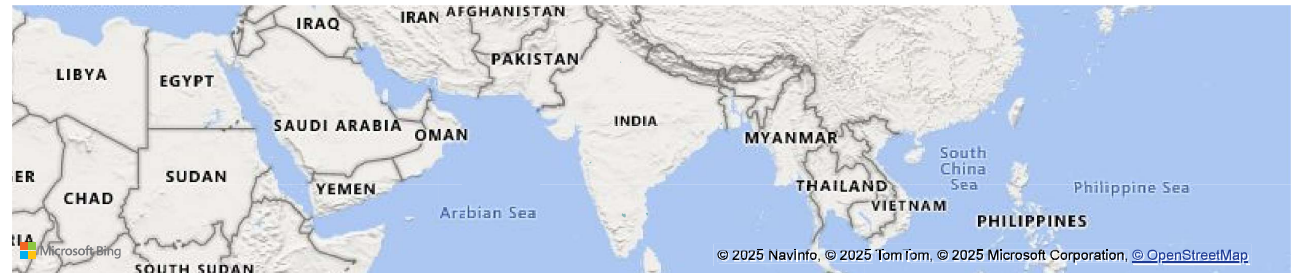 IRAQ
IRAN
AFGHANISTAN
LIBYA
EGYPT
PAKISTAN
SAUDI ARABIA
OMAN
INDIA
MYANMAR
South
China
Sea
ER
SUDAN
CHAD
YEMEN
THAILAND
Philippine Sea
VIETNAM
Arabian Sea
PHILIPPINES
RIA
Microsoft Bing
© 2025 NavInfo, © 2025 TomTom, © 2025 Microsoft Corporation, © OpenStreetMap
SOUTH SUDAN